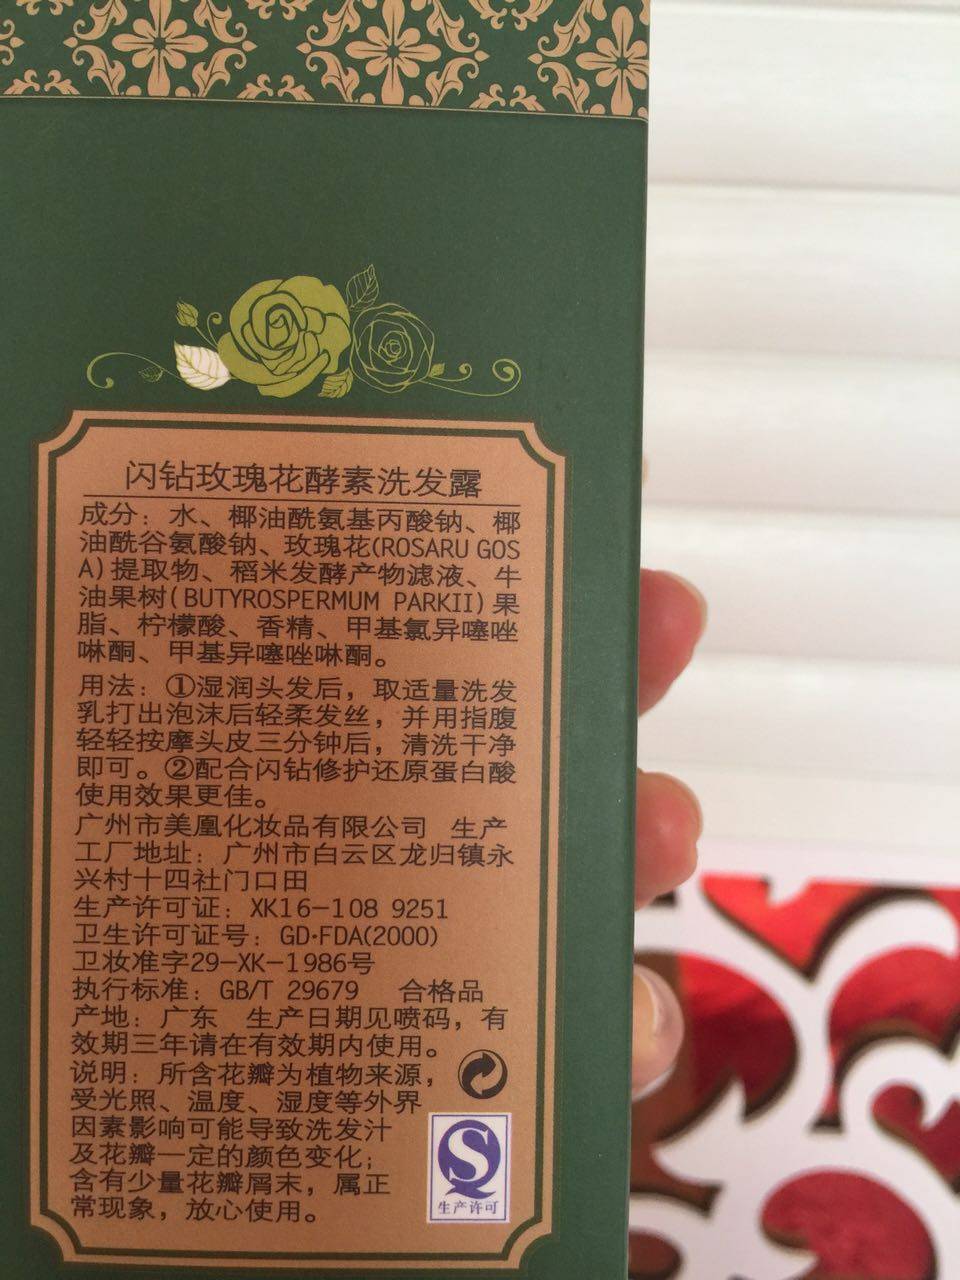 闪钻玫瑰花酵素洗发露
成分：水、椰油酰氨基丙酸钠、椰
油酰谷氨酸钠、玫瑰花(ROSARU GOS
A)提取物、稻米发酵产物滤液、牛
油果树(BUTYROSPERMUM PARKII)果
脂、柠檬酸、香精、甲基氯异噻唑
啉酮、甲基异噻唑啉酮。
用法：①湿润头发后，取适量洗发
乳打出泡沫后轻柔发丝，并用指腹
轻轻按摩头皮三分钟后，清洗干净
即可。②配合闪钻修护还原蛋白酸
使用效果更佳。
广州市美凰化妆品有限公司 生产
工厂地址：广州市白云区龙归镇永
兴村十四社门口田
生产许可证：XK16-108 9251
卫生许可证号：GD·FDA(2000)
卫妆准字29-XK-1986号
执行标准：GB/T 29679 合格品
产地：广东 生产日期见喷码，有
效期三年请在有效期内使用。
说明：所含花瓣为植物来源，
受光照、温度、湿度等外界
因素影响可能导致洗发汁
及花瓣一定的颜色变化；
含有少量花瓣屑末，属正
常现象，放心使用。
生产许可